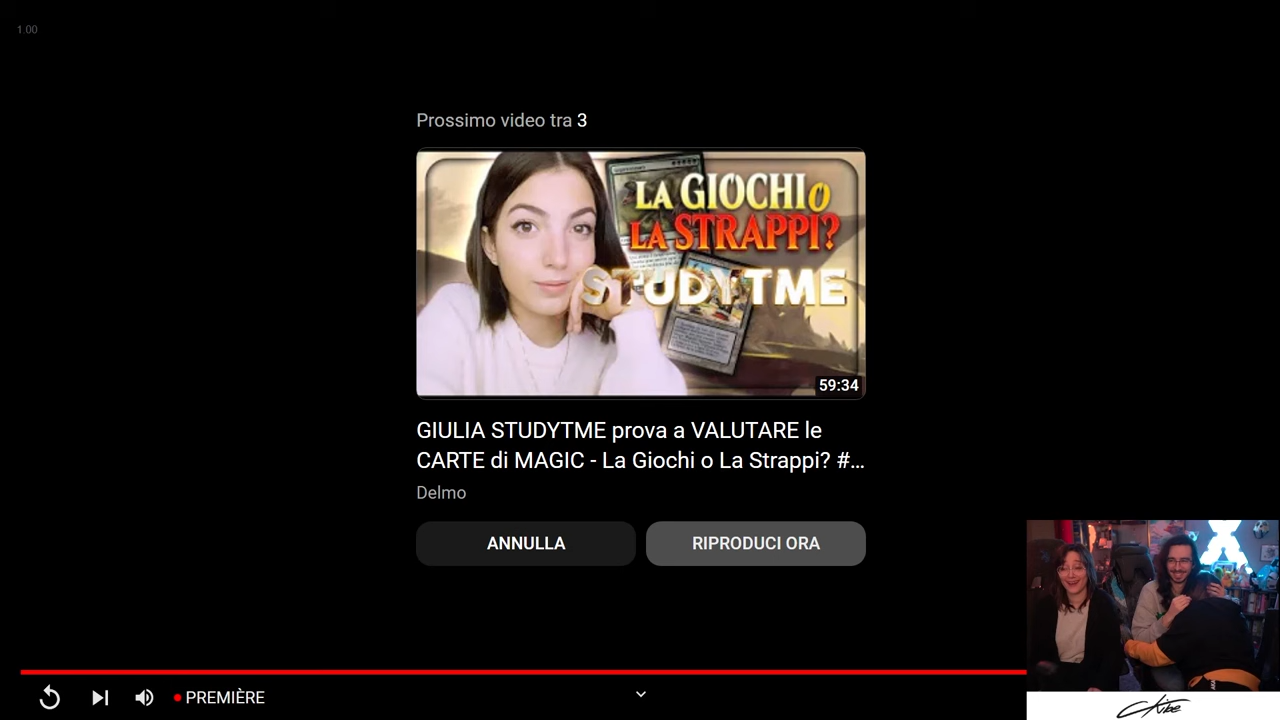 1.00
Prossimo video tra 3
LA GIOCHI O
LA STRAPPI?
STUDYTME
59:34
GIULIA STUDYTME prova a VALUTARE le
CARTE di MAGIC - La Giochi o La Strappi? #...
Delmo
ANNULLA
RIPRODUCI ORA
PREMIÈRE